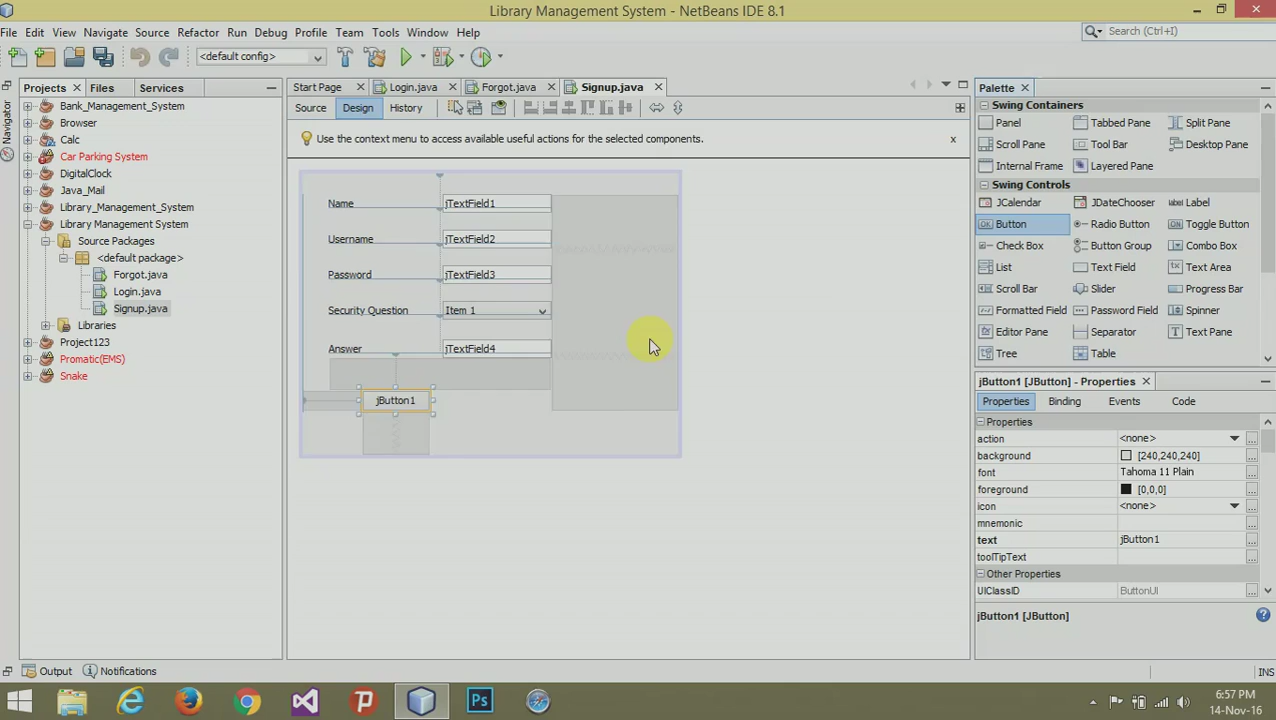 Library Management System - NetBeans IDE 8.1
File Edit View Navigate Source Refactor Run Debug Profile Team Tools Window Help
Search (Ctrl+I)
<default config>
Projects Files Services
Start Page Login.java Forgot.java Signup.java
Palette
Navigator
Source Design History
Use the context menu to access available useful actions for the selected components.
Bank_Management_System
Browser
Calc
Car Parking System
DigitalClock
Java_Mail
Library_Management_System
Library Management System
Source Packages
<default package>
Forgot.java
Login.java
Signup.java
Libraries
Project123
Promatic(EMS)
Snake
Name jTextField1
Username jTextField2
Password jTextField3
Security Question Item 1
Answer jTextField4
jButton1
Swing Containers
Panel Tabbed Pane Split Pane
Scroll Pane Tool Bar Desktop Pane
Internal Frame Layered Pane
Swing Controls
JCalendar JDateChooser Label
Button Radio Button Toggle Button
Check Box Button Group Combo Box
List Text Field Text Area
Scroll Bar Slider Progress Bar
Formatted Field Password Field Spinner
Editor Pane Separator Text Pane
Tree Table
jButton1 [JButton] - Properties
Properties Binding Events Code
Properties
action <none>
background [240,240,240]
font Tahoma 11 Plain
foreground [0,0,0]
icon <none>
mnemonic
text jButton1
toolTipText
Other Properties
UIClassID ButtonUI
jButton1 [JButton]
Output Notifications
INS
Ps
6:57 PM
14-Nov-16